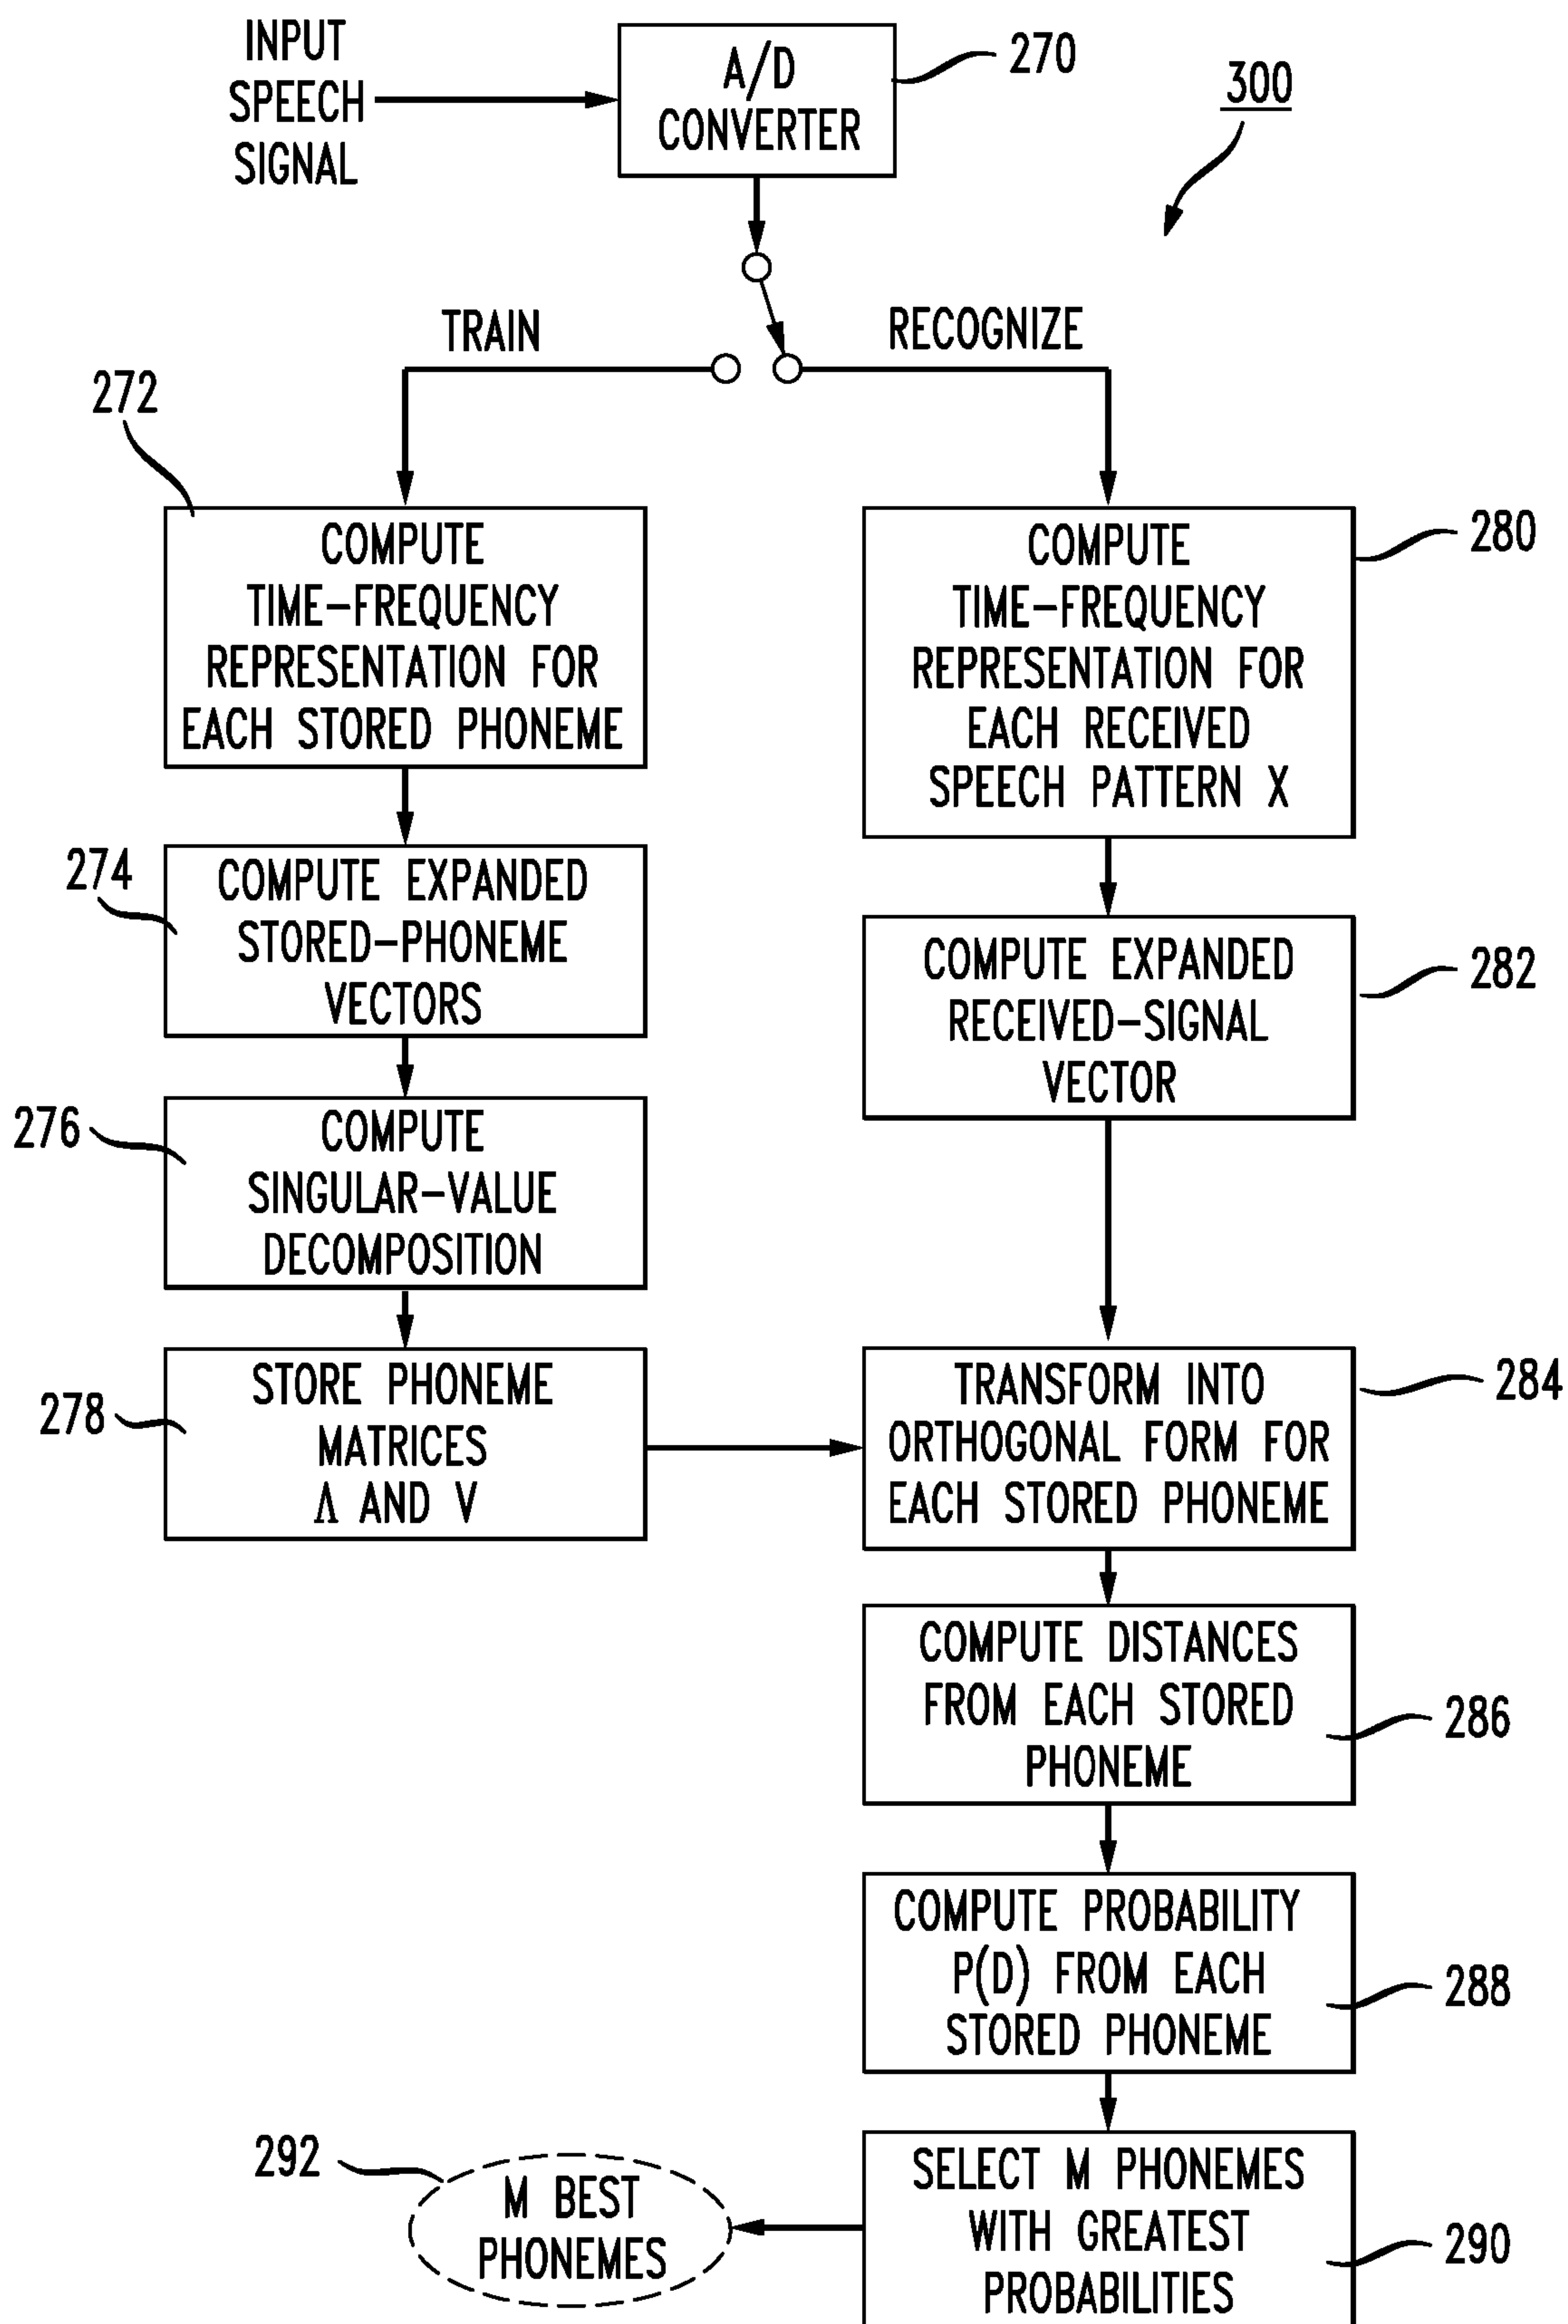 INPUT
SPEECH
SIGNAL
A/D
CONVERTER
270
300
TRAIN
RECOGNIZE
272
COMPUTE
TIME-FREQUENCY
REPRESENTATION FOR
EACH STORED PHONEME
COMPUTE
TIME-FREQUENCY
REPRESENTATION FOR
EACH RECEIVED
SPEECH PATTERN X
280
274
COMPUTE EXPANDED
STORED-PHONEME
VECTORS
COMPUTE EXPANDED
RECEIVED-SIGNAL
VECTOR
282
276
COMPUTE
SINGULAR-VALUE
DECOMPOSITION
278
STORE PHONEME
MATRICES
Λ AND V
TRANSFORM INTO
ORTHOGONAL FORM FOR
EACH STORED PHONEME
284
COMPUTE DISTANCES
FROM EACH STORED
PHONEME
286
COMPUTE PROBABILITY
P(D) FROM EACH
STORED PHONEME
288
292
M BEST
PHONEMES
SELECT M PHONEMES
WITH GREATEST
PROBABILITIES
290